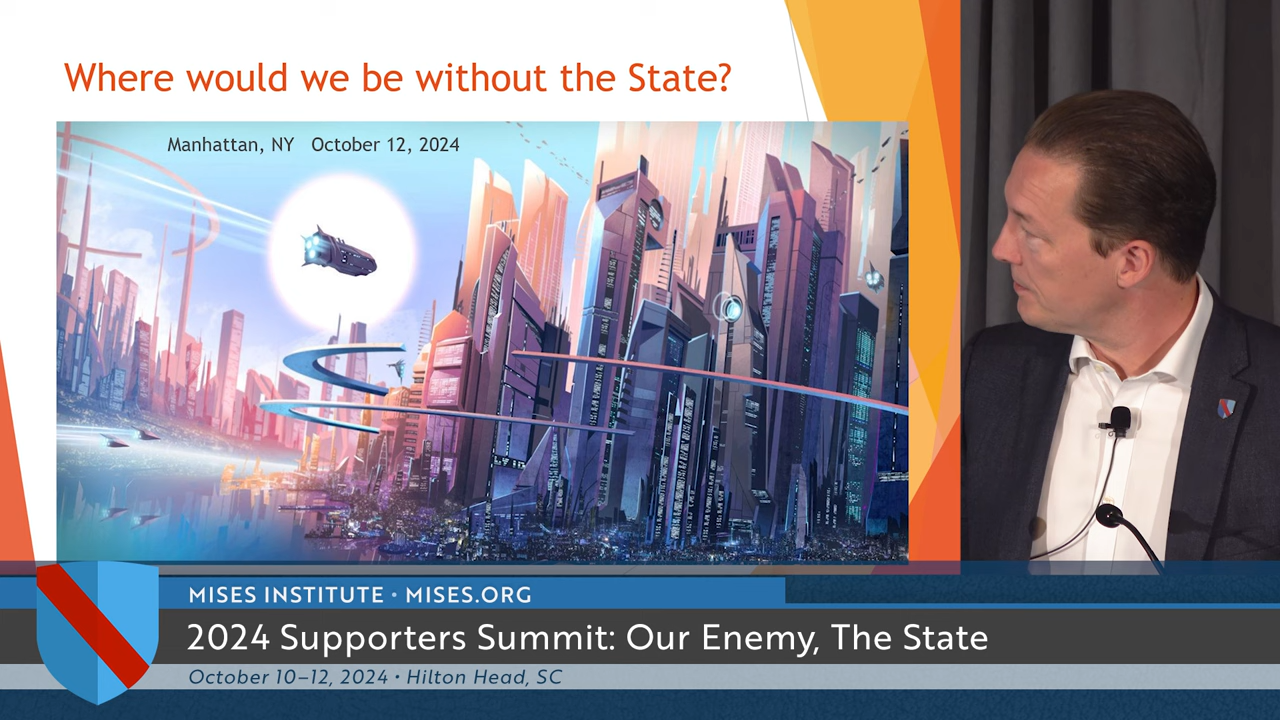 Where would we be without the State?
Manhattan, NY October 12, 2024
MISES INSTITUTE • MISES.ORG
2024 Supporters Summit: Our Enemy, The State
October 10–12, 2024 • Hilton Head, SC